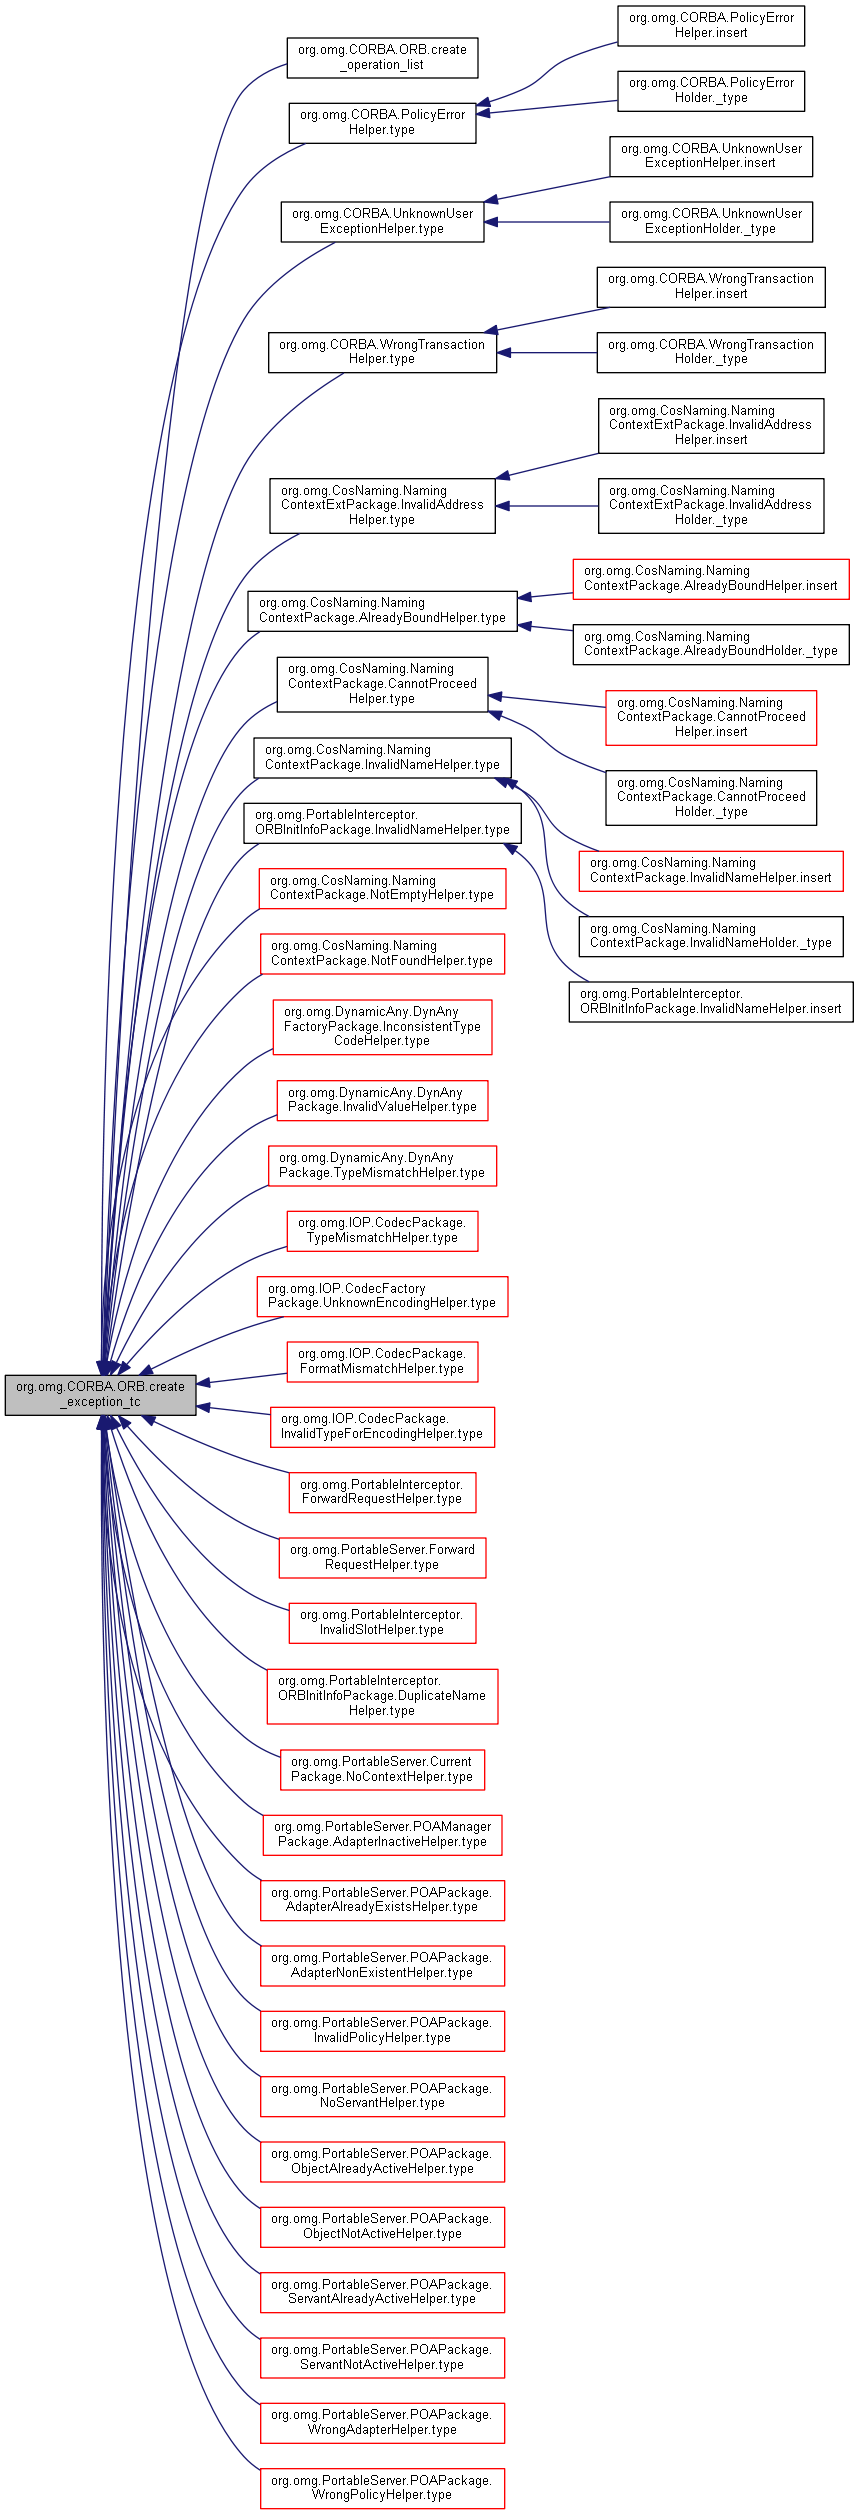 org.omg.CORBA.PolicyError
Helper.insert
org.omg.CORBA.ORB.create
_operation_list
org.omg.CORBA.PolicyError
Holder._type
org.omg.CORBA.PolicyError
Helper.type
org.omg.CORBA.UnknownUser
ExceptionHelper.insert
org.omg.CORBA.UnknownUser
ExceptionHelper.type
org.omg.CORBA.UnknownUser
ExceptionHolder._type
org.omg.CORBA.WrongTransaction
Helper.insert
org.omg.CORBA.WrongTransaction
Helper.type
org.omg.CORBA.WrongTransaction
Holder._type
org.omg.CosNaming.Naming
ContextExtPackage.InvalidAddress
Helper.insert
org.omg.CosNaming.Naming
ContextExtPackage.InvalidAddress
Helper.type
org.omg.CosNaming.Naming
ContextExtPackage.InvalidAddress
Holder._type
org.omg.CosNaming.Naming
ContextPackage.AlreadyBoundHelper.insert
org.omg.CosNaming.Naming
ContextPackage.AlreadyBoundHelper.type
org.omg.CosNaming.Naming
ContextPackage.AlreadyBoundHolder._type
org.omg.CosNaming.Naming
ContextPackage.CannotProceed
Helper.type
org.omg.CosNaming.Naming
ContextPackage.CannotProceed
Helper.insert
org.omg.CosNaming.Naming
ContextPackage.InvalidNameHelper.type
org.omg.CosNaming.Naming
ContextPackage.CannotProceed
Holder._type
org.omg.PortableInterceptor.
ORBInitInfoPackage.InvalidNameHelper.type
org.omg.CosNaming.Naming
ContextPackage.InvalidNameHelper.insert
org.omg.CosNaming.Naming
ContextPackage.NotEmptyHelper.type
org.omg.CosNaming.Naming
ContextPackage.InvalidNameHolder._type
org.omg.CosNaming.Naming
ContextPackage.NotFoundHelper.type
org.omg.PortableInterceptor.
ORBInitInfoPackage.InvalidNameHelper.insert
org.omg.DynamicAny.DynAny
FactoryPackage.InconsistentType
CodeHelper.type
org.omg.DynamicAny.DynAny
Package.InvalidValueHelper.type
org.omg.DynamicAny.DynAny
Package.TypeMismatchHelper.type
org.omg.IOP.CodecPackage.
TypeMismatchHelper.type
org.omg.IOP.CodecFactory
Package.UnknownEncodingHelper.type
org.omg.IOP.CodecPackage.
FormatMismatchHelper.type
org.omg.CORBA.ORB.create
_exception_tc
org.omg.IOP.CodecPackage.
InvalidTypeForEncodingHelper.type
org.omg.PortableInterceptor.
ForwardRequestHelper.type
org.omg.PortableServer.Forward
RequestHelper.type
org.omg.PortableInterceptor.
InvalidSlotHelper.type
org.omg.PortableInterceptor.
ORBInitInfoPackage.DuplicateName
Helper.type
org.omg.PortableServer.Current
Package.NoContextHelper.type
org.omg.PortableServer.POAManager
Package.AdapterInactiveHelper.type
org.omg.PortableServer.POAPackage.
AdapterAlreadyExistsHelper.type
org.omg.PortableServer.POAPackage.
AdapterNonExistentHelper.type
org.omg.PortableServer.POAPackage.
InvalidPolicyHelper.type
org.omg.PortableServer.POAPackage.
NoServantHelper.type
org.omg.PortableServer.POAPackage.
ObjectAlreadyActiveHelper.type
org.omg.PortableServer.POAPackage.
ObjectNotActiveHelper.type
org.omg.PortableServer.POAPackage.
ServantAlreadyActiveHelper.type
org.omg.PortableServer.POAPackage.
ServantNotActiveHelper.type
org.omg.PortableServer.POAPackage.
WrongAdapterHelper.type
org.omg.PortableServer.POAPackage.
WrongPolicyHelper.type